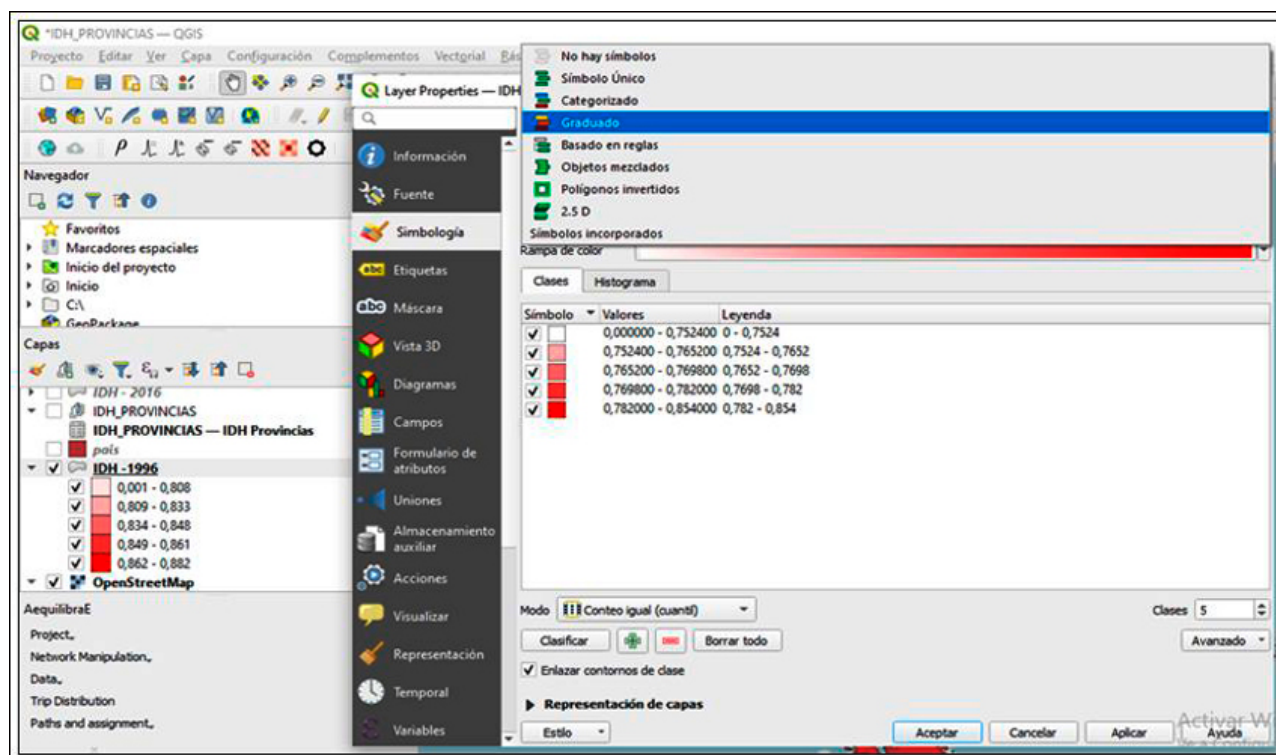 *IDH_PROVINCIAS — QGIS
Proyecto Editar Ver Capa Configuración Complementos Vectorial Bás
Navegador
Favoritos
Marcadores espaciales
Inicio del proyecto
Inicio
C:\
GeoPackage
Capas
IDH - 2016
IDH_PROVINCIAS
IDH_PROVINCIAS — IDH Provincias
pais
IDH -1996
0,001 - 0,808
0,809 - 0,833
0,834 - 0,848
0,849 - 0,861
0,862 - 0,882
OpenStreetMap
AequilibraE
Project
Network Manipulation
Data
Trip Distribution
Paths and assignment
Layer Properties — IDH
Información
Fuente
Simbología
abc Etiquetas
abc Máscara
Vista 3D
Diagramas
Campos
Formulario de
atributos
Uniones
Almacenamiento
auxiliar
Acciones
Visualizar
Representación
Temporal
Variables
No hay símbolos
Símbolo Único
Categorizado
Graduado
Basado en reglas
Objetos mezclados
Polígonos invertidos
2.5 D
Símbolos incorporados
Rampa de color
Clases Histograma
Símbolo Valores Leyenda
0,000000 - 0,752400 0 - 0,7524
0,752400 - 0,765200 0,7524 - 0,7652
0,765200 - 0,769800 0,7652 - 0,7698
0,769800 - 0,782000 0,7698 - 0,782
0,782000 - 0,854000 0,782 - 0,854
Modo Conteo igual (cuantil) Clases 5
Clasificar Borrar todo Avanzado
Enlazar contornos de clase
Representación de capas
Estilo Aceptar Cancelar Aplicar Ayuda
Activar W